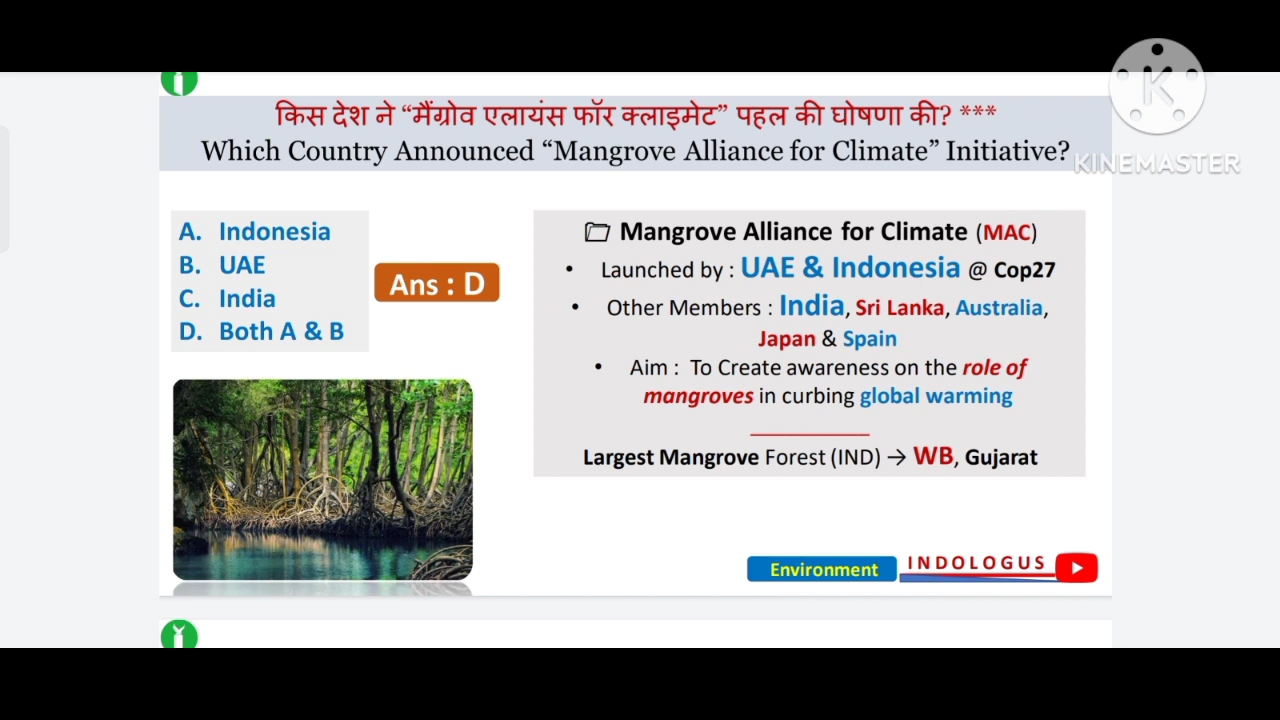 किस देश ने “मैंग्रोव एलायंस फॉर क्लाइमेट” पहल की घोषणा की? ***
Which Country Announced “Mangrove Alliance for Climate” Initiative?
KINEMASTER
A. Indonesia
B. UAE
C. India
D. Both A & B
Ans : D
Mangrove Alliance for Climate (MAC)
• Launched by : UAE & Indonesia @ Cop27
• Other Members : India, Sri Lanka, Australia,
Japan & Spain
• Aim : To Create awareness on the role of
mangroves in curbing global warming
Largest Mangrove Forest (IND) → WB, Gujarat
Environment
INDOLOGUS